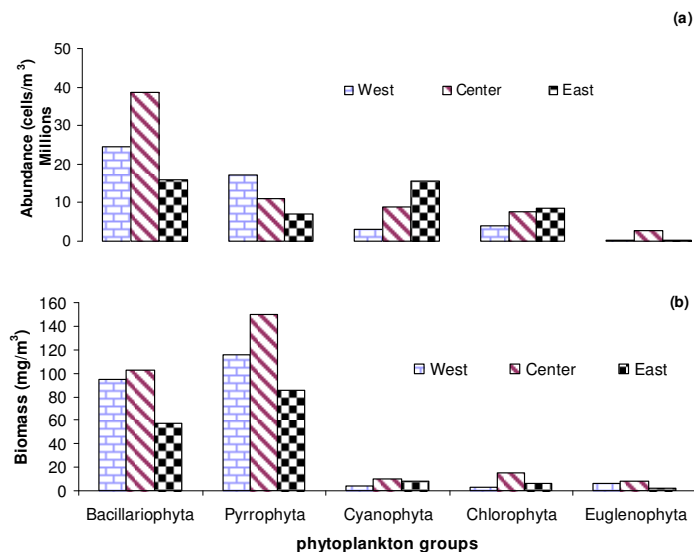 (a)
Abundance (cells/m³)
Millions
50
40
30
20
10
0
West Center East
(b)
Biomass (mg/m³)
160
140
120
100
80
60
40
20
0
West Center East
Bacillariophyta Pyrrophyta Cyanophyta Chlorophyta Euglenophyta
phytoplankton groups